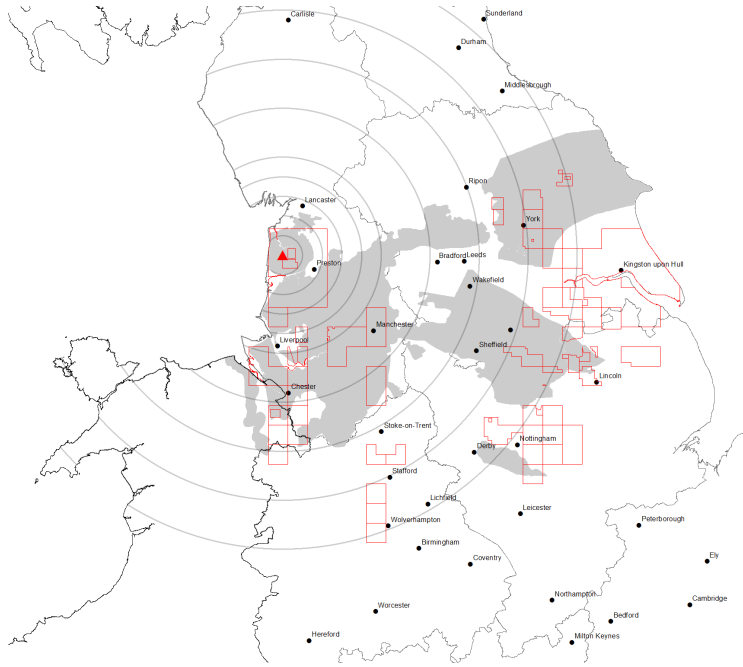 Carlisle
Sunderland
Durham
Middlesbrough
Ripon
Lancaster
York
Bradford
Leeds
Kingston upon Hull
Preston
Wakefield
Manchester
Liverpool
Sheffield
Lincoln
Chester
Stoke-on-Trent
Nottingham
Derby
Stafford
Lichfield
Leicester
Wolverhampton
Peterborough
Birmingham
Coventry
Ely
Northampton
Cambridge
Worcester
Bedford
Hereford
Milton Keynes